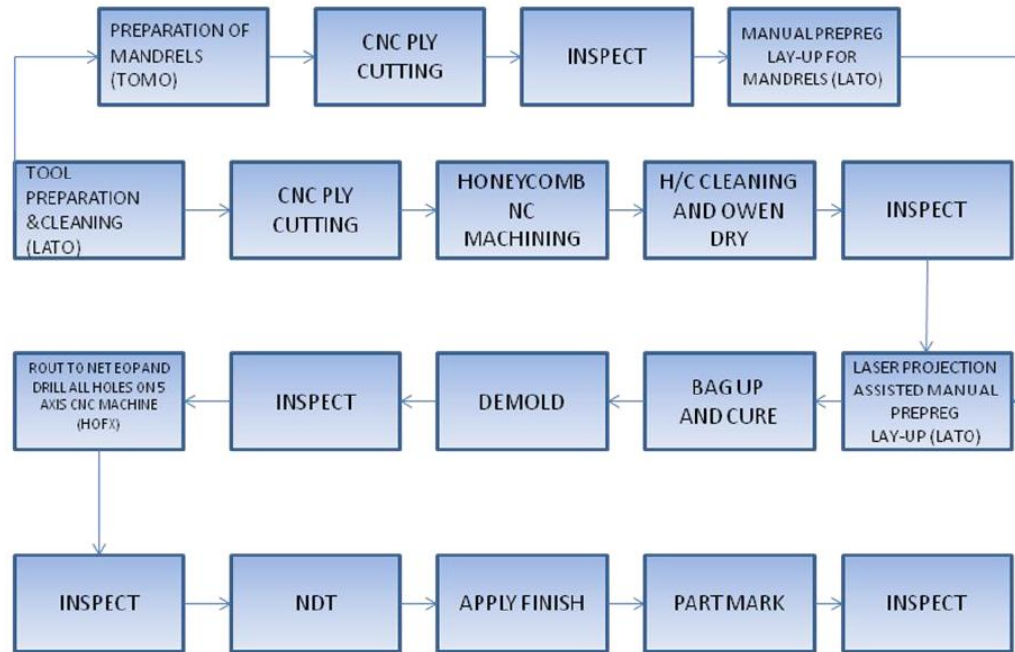 PREPARATION OF
MANDRELS
(TOMO)
CNC PLY
CUTTING
INSPECT
MANUAL PREPREG
LAY-UP FOR
MANDRELS (LATO)
TOOL
PREPARATION
&CLEANING
(LATO)
CNC PLY
CUTTING
HONEYCOMB
NC
MACHINING
H/C CLEANING
AND OWEN
DRY
INSPECT
ROUT TO NET EOP AND
DRILL ALL HOLES ON 5
AXIS CNC MACHINE
(HOFX)
INSPECT
DEMOLD
BAG UP
AND CURE
LASER PROJECTION
ASSISTED MANUAL
PREPREG
LAY-UP (LATO)
INSPECT
NDT
APPLY FINISH
PART MARK
INSPECT